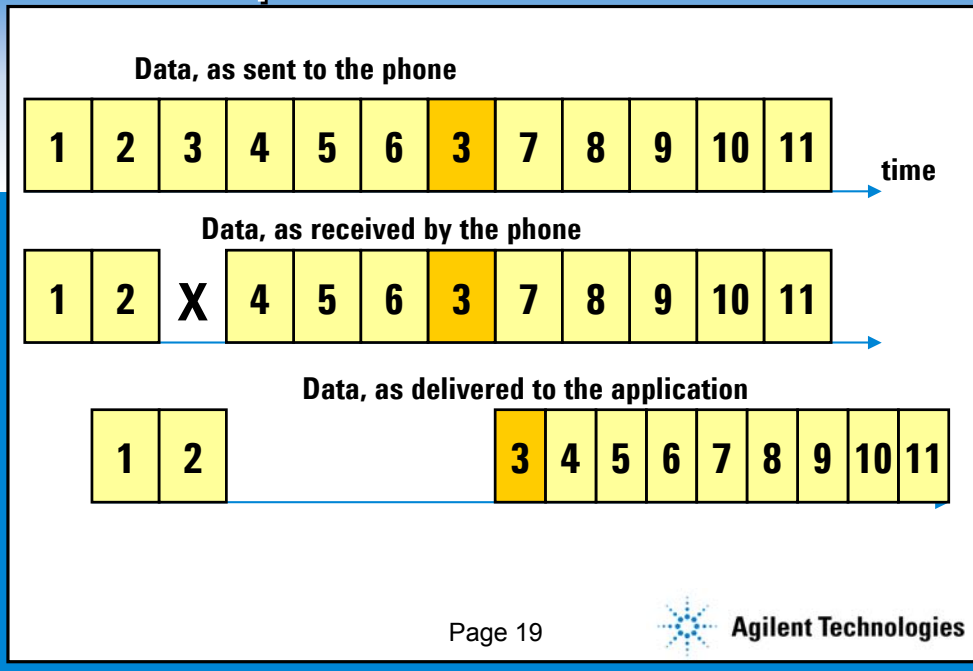 Data, as sent to the phone
1 2 3 4 5 6 3 7 8 9 10 11
time
Data, as received by the phone
1 2 X 4 5 6 3 7 8 9 10 11
Data, as delivered to the application
1 2 3 4 5 6 7 8 9 10 11
Page 19
Agilent Technologies